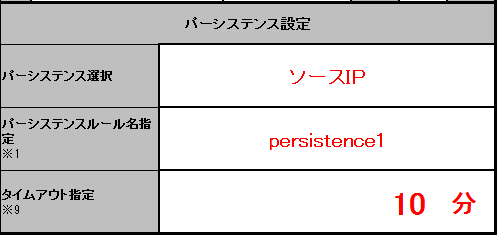 パーシステンス設定
パーシステンス選択
ソースIP
パーシステンスルール名指
定
※1
persistence1
タイムアウト指定
※9
10 分